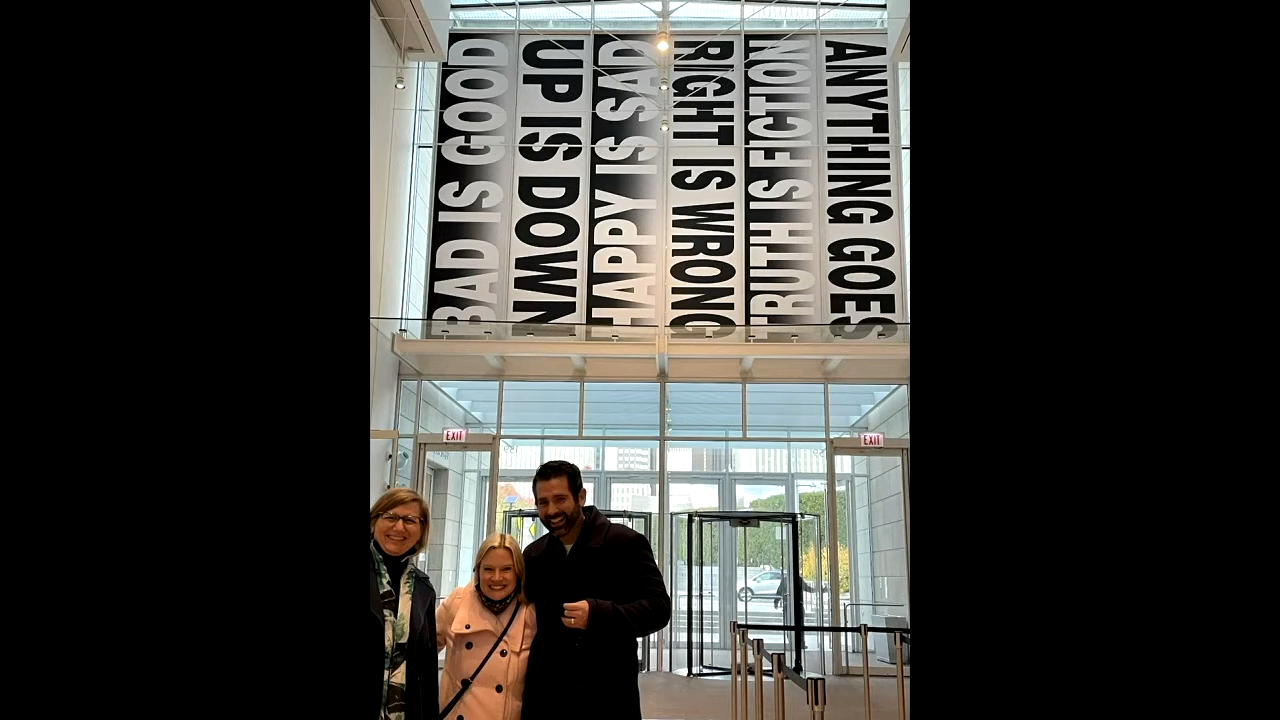 BAD IS GOOD
UP IS DOWN
HAPPY IS SAD
RIGHT IS WRONG
TRUTH IS FICTION
ANYTHING GOES
EXIT
EXIT